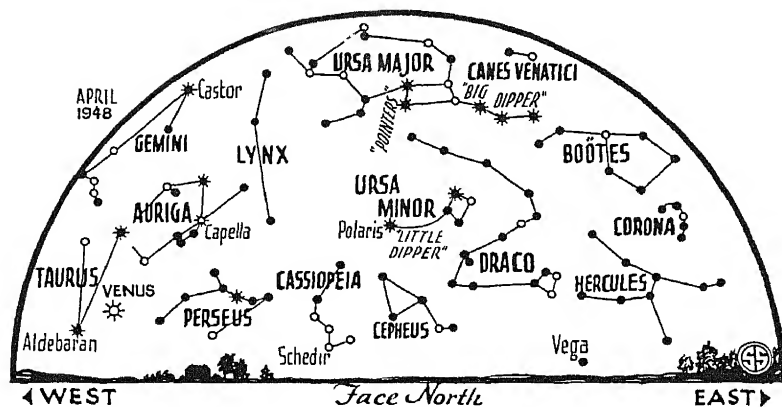 URSA MAJOR
CANES VENATICI
APRIL
1948
Castor
"POINTERS"
"BIG DIPPER"
GEMINI
LYNX
BOÖTES
AURIGA
Capella
URSA
MINOR
Polaris
"LITTLE
DIPPER"
CORONA
TAURUS
VENUS
Aldebaran
PERSEUS
CASSIOPEIA
Schedir
CEPHEUS
DRACO
HERCULES
Vega
WEST
Face North
EAST